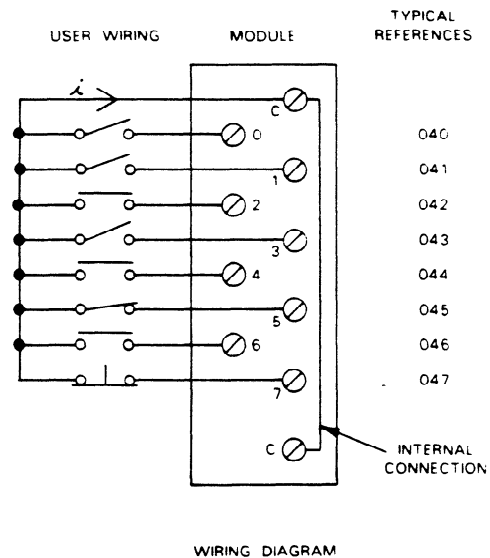 TYPICAL
USER WIRING MODULE REFERENCES
i
C
0 040
1 041
2 042
3 043
4 044
5 045
6 046
7 047
C
INTERNAL
CONNECTION
WIRING DIAGRAM